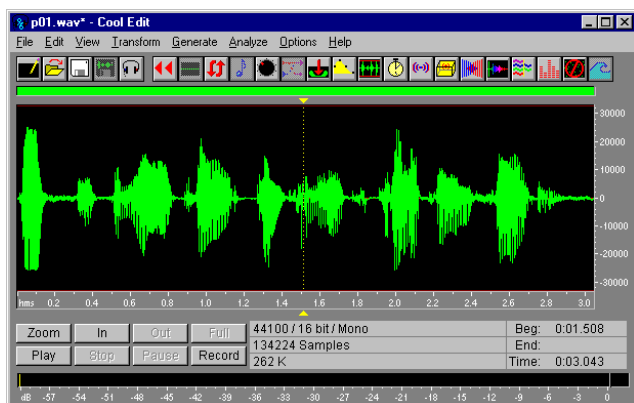 p01.wav* - Cool Edit
File Edit View Transform Generate Analyze Options Help
30000
20000
10000
0
-10000
-20000
-30000
hms 0.2 0.4 0.6 0.8 1.0 1.2 1.4 1.6 1.8 2.0 2.2 2.4 2.6 2.8 3.0
Zoom In Out Full 44100 / 16 bit / Mono Beg: 0:01.508
134224 Samples End:
Play Stop Pause Record 262 K Time: 0:03.043
dB -57 -54 -51 -48 -45 -42 -39 -36 -33 -30 -27 -24 -21 -18 -15 -12 -9 -6 -3 0